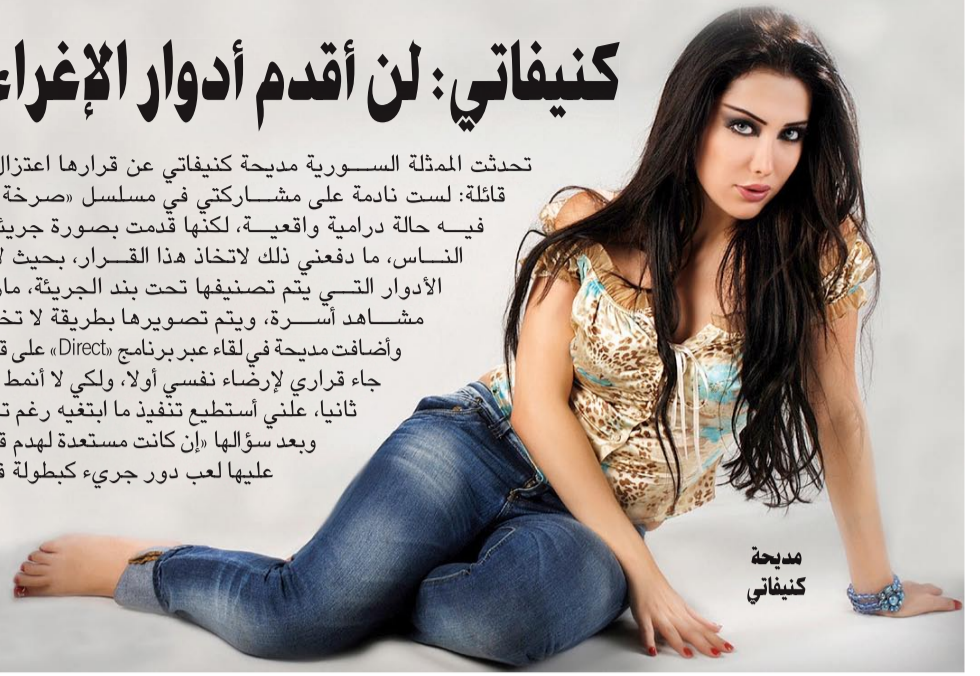 كنيفاتي: لن أقدم أدوار الإغراء
تحدثت الممثلة السورية مديحة كنيفاتي عن قرارها اعتزال
قائلة: لست نادمة على مشاركتي في مسلسل «صرخة
فيه حالة درامية واقعية، لكنها قدمت بصورة
الناس، ما دفعني ذلك لاتخاذ هذا القرار، بحيث
الأدوار التي يتم تصنيفها تحت بند الجريئة،
مشاهد أسرة، ويتم تصويرها بطريقة لا
وأضافت مديحة في لقاء عبر برنامج «Direct» على
جاء قراري لإرضاء نفسي أولا، ولكي لا أنمط
ثانيا، علني أستطيع تنفيذ ما ابتغيه رغم
وبعد سؤالها «إن كانت مستعدة لهدم
عليها لعب دور جريء كبطولة
مديحة
كنيفاتي